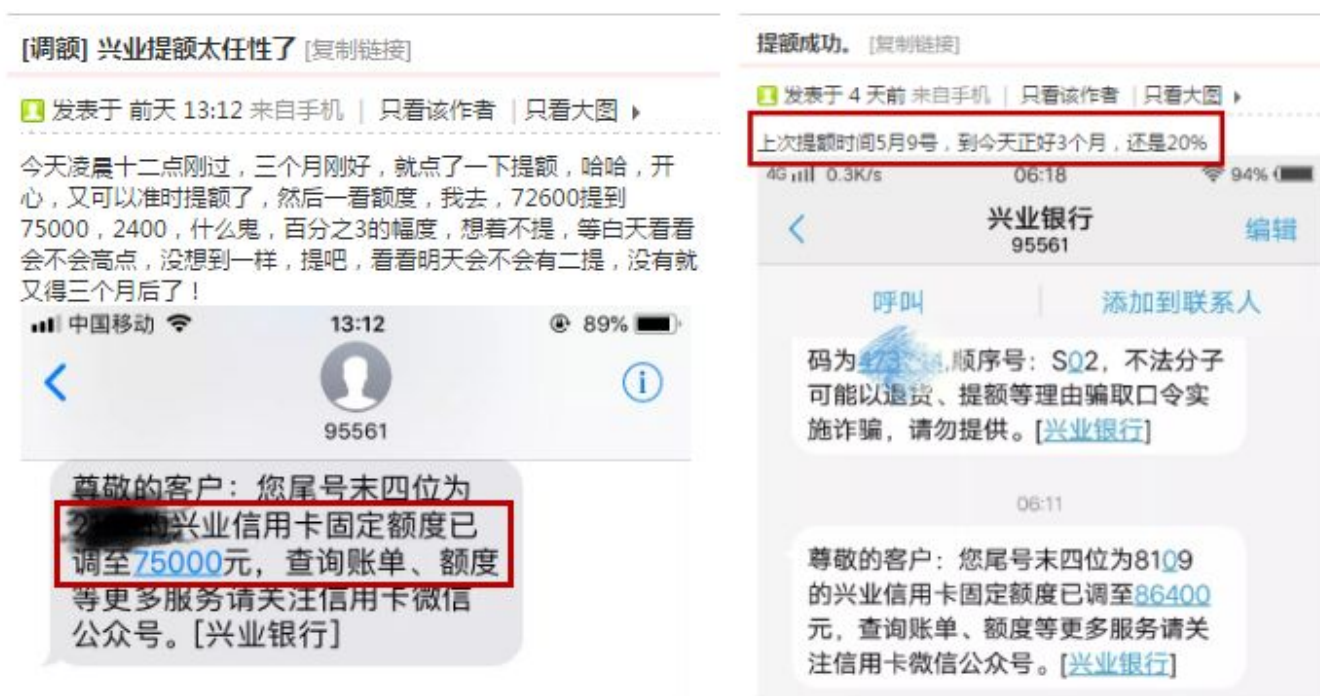 [调额] 兴业提额太任性了 [复制链接]
发表于 前天 13:12 来自手机 | 只看该作者 | 只看大图
今天凌晨十二点刚过，三个月刚好，就点了一下提额，哈哈，开
心，又可以准时提额了，然后一看额度，我去，72600提到
75000，2400，什么鬼，百分之3的幅度，想着不提，等白天看看
会不会高点，没想到一样，提吧，看看明天会不会有二提，没有就
又得三个月后了！
中国移动 13:12 89%
95561
尊敬的客户：您尾号末四位为
的兴业信用卡固定额度已
调至75000元，查询账单、额度
等更多服务请关注信用卡微信
公众号。[兴业银行]
提额成功。 [复制链接]
发表于 4 天前 来自手机 | 只看该作者 | 只看大图
上次提额时间5月9号，到今天正好3个月，还是20%
4G 0.3K/s 06:18 94%
兴业银行 编辑
95561
呼叫 添加到联系人
码为,顺序号：S02，不法分子
可能以退货、提额等理由骗取口令实
施诈骗，请勿提供。[兴业银行]
06:11
尊敬的客户：您尾号末四位为8109
的兴业信用卡固定额度已调至86400
元，查询账单、额度等更多服务请关
注信用卡微信公众号。[兴业银行]